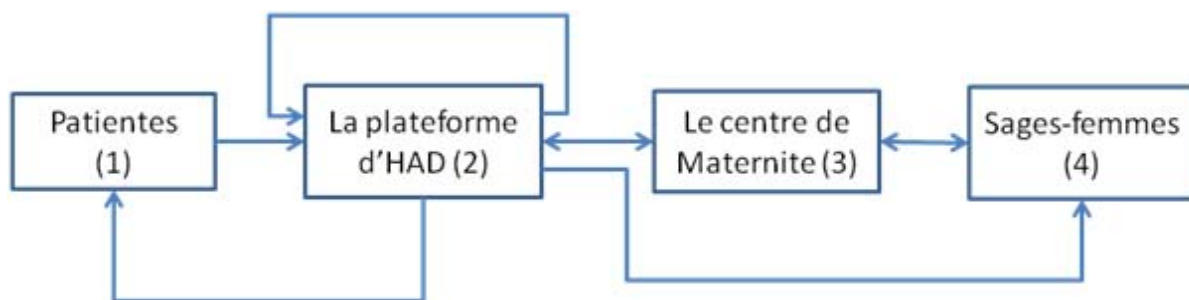 Patientes
(1)
La plateforme
d'HAD (2)
Le centre de
Maternite (3)
Sages-femmes
(4)